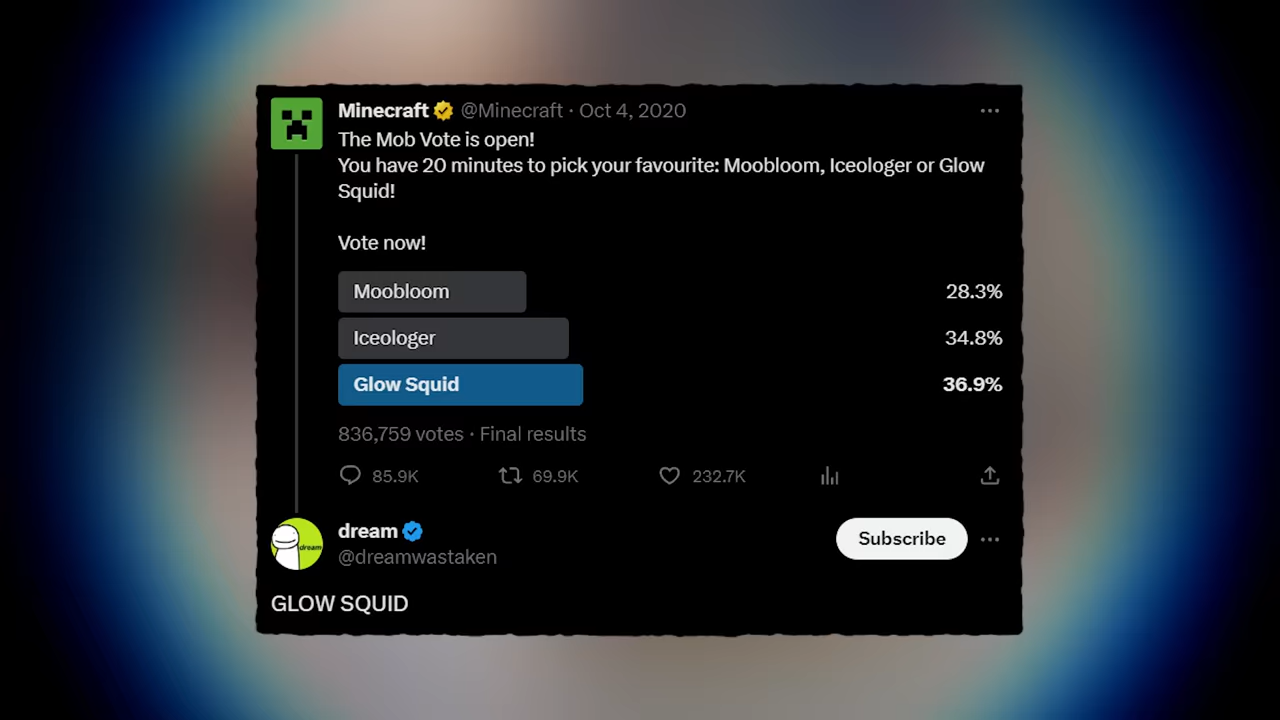 Minecraft @Minecraft · Oct 4, 2020
The Mob Vote is open!
You have 20 minutes to pick your favourite: Moobloom, Iceologer or Glow
Squid!
Vote now!
Moobloom 28.3%
Iceologer 34.8%
Glow Squid 36.9%
836,759 votes · Final results
85.9K 69.9K 232.7K
dream
dream Subscribe
@dreamwastaken
GLOW SQUID